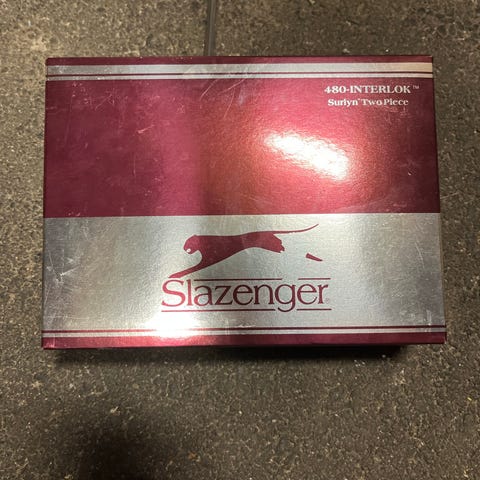 480-INTERLOK™
Surlyn® Two Piece
Slazenger®